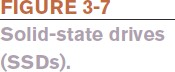 FIGURE 3-7
Solid-state drives
(SSDs).